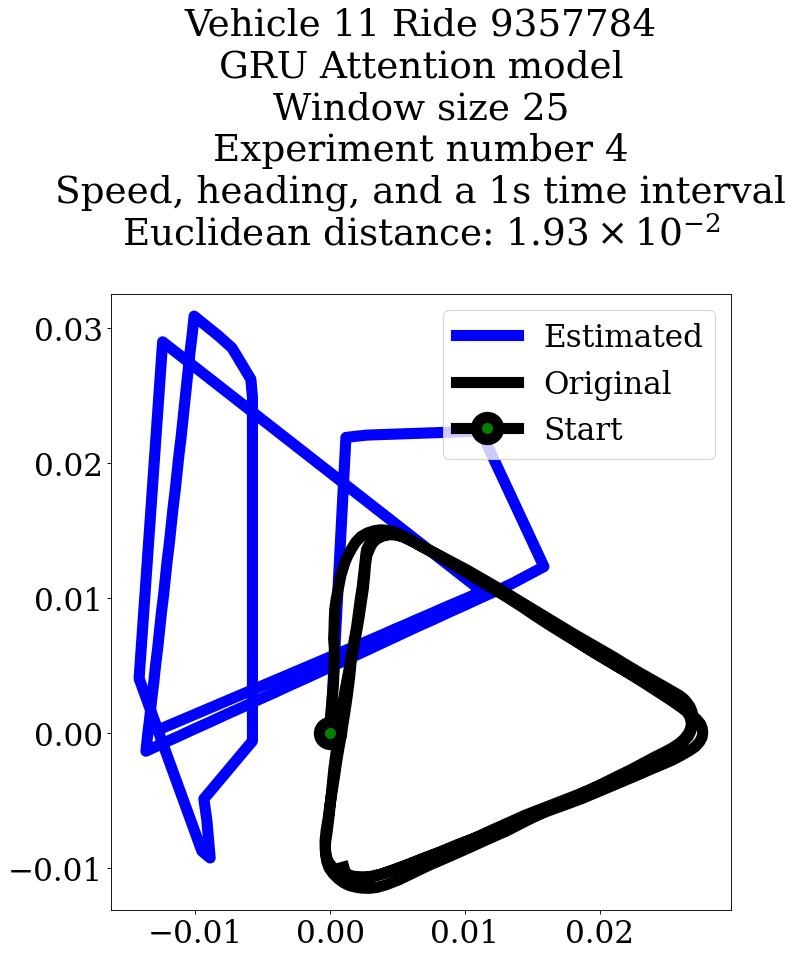 Vehicle 11 Ride 9357784
GRU Attention model
Window size 25
Experiment number 4
Speed, heading, and a 1s time interval
Euclidean distance: 1.93 × 10⁻²
Estimated
Original
Start
0.03
0.02
0.01
0.00
−0.01
−0.01 0.00 0.01 0.02